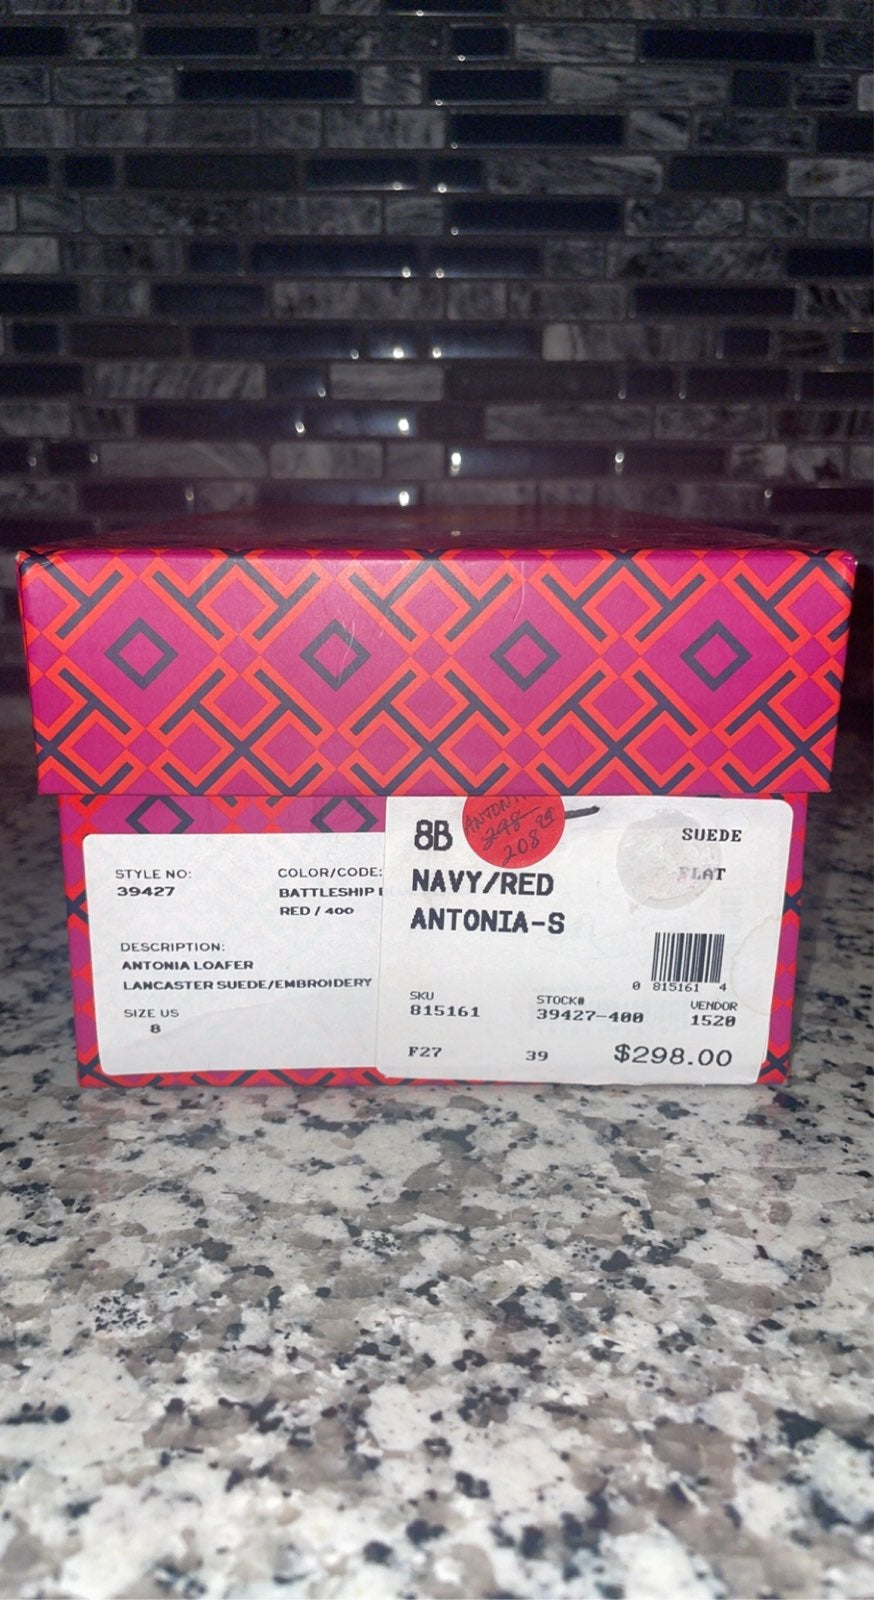 STYLE NO:
39427
COLOR/CODE:
BATTLESHIP
RED / 400
DESCRIPTION:
ANTONIA LOAFER
LANCASTER SUEDE/EMBROIDERY
SIZE US
8
8B
298
208
SUEDE
FLAT
NAVY/RED
ANTONIA-S
0 815161 4
SKU
815161
STOCK#
39427-400
VENDOR
1520
F27
39
$298.00